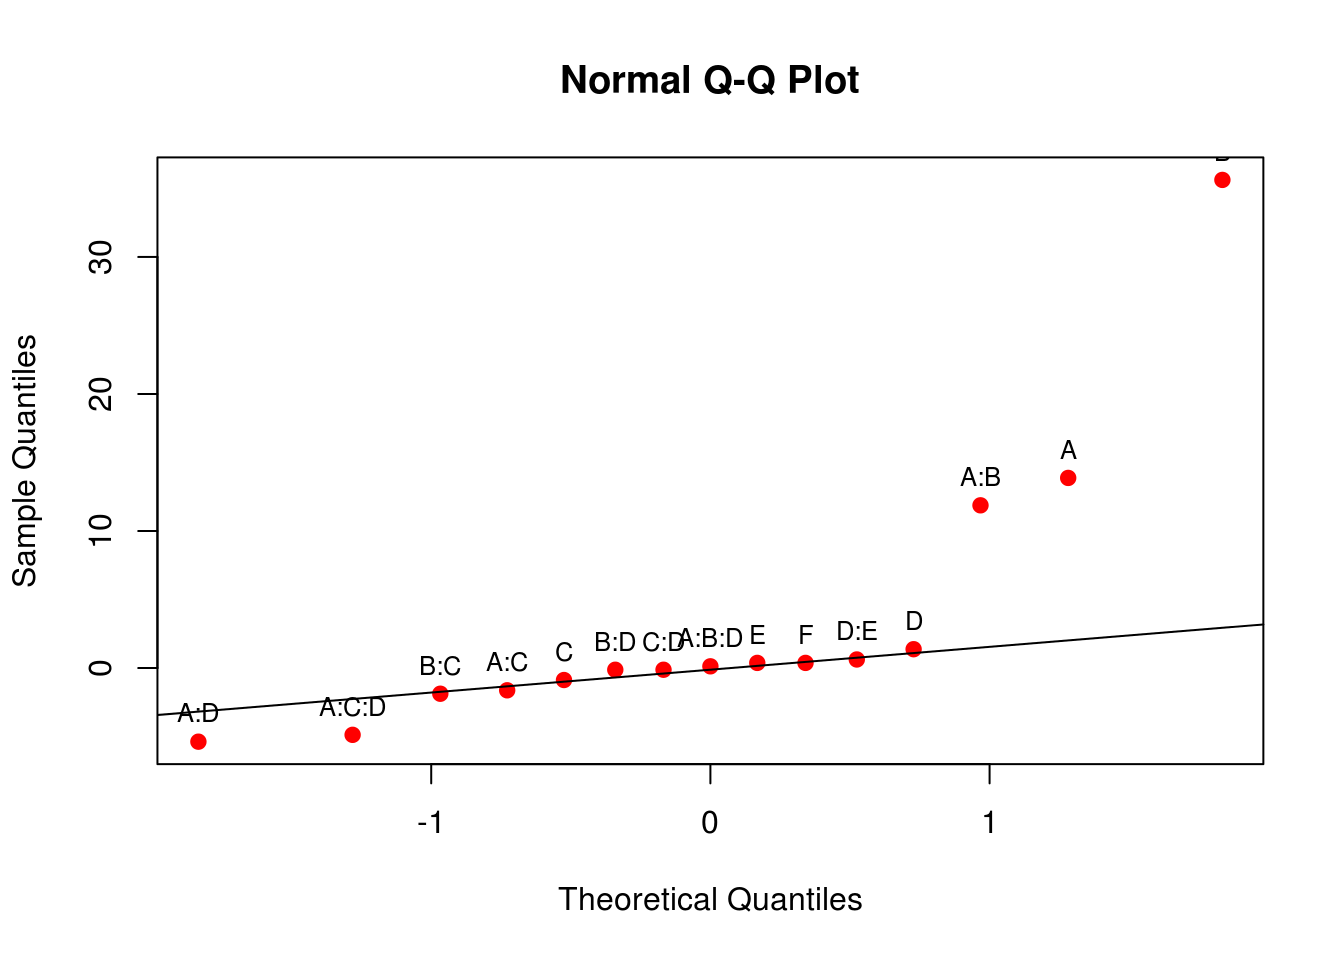 Normal Q-Q Plot
Sample Quantiles
30
20
10
0
A
A:B
D
D:E
F
E
A:B:D
C:D
B:D
C
A:C
B:C
A:C:D
A:D
-1
0
1
Theoretical Quantiles